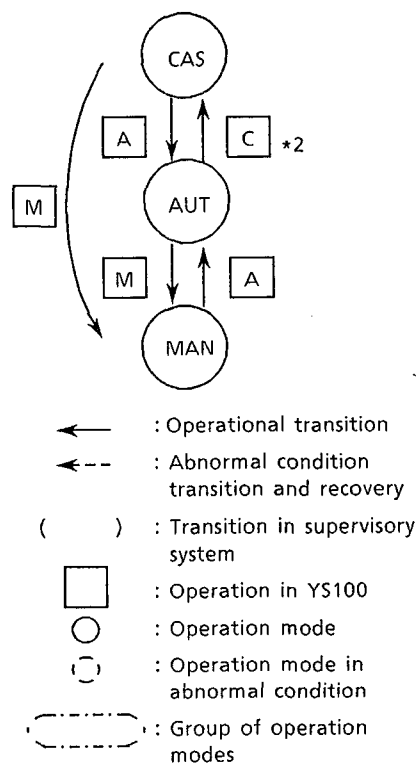 CAS
A
C
*2
M
AUT
M
A
MAN
: Operational transition
: Abnormal condition
transition and recovery
( ) : Transition in supervisory
system
: Operation in YS100
: Operation mode
: Operation mode in
abnormal condition
: Group of operation
modes